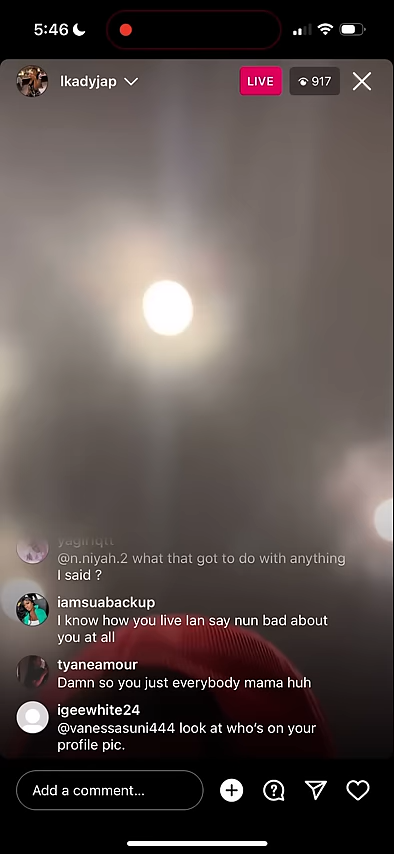 5:46
lkadyjap
LIVE
917
yagirlqtt
@n.niyah.2 what that got to do with anything
I said ?
iamsuabackup
I know how you live Ian say nun bad about
you at all
tyaneamour
Damn so you just everybody mama huh
igeewhite24
@vanessasuni444 look at who's on your
profile pic.
Add a comment...